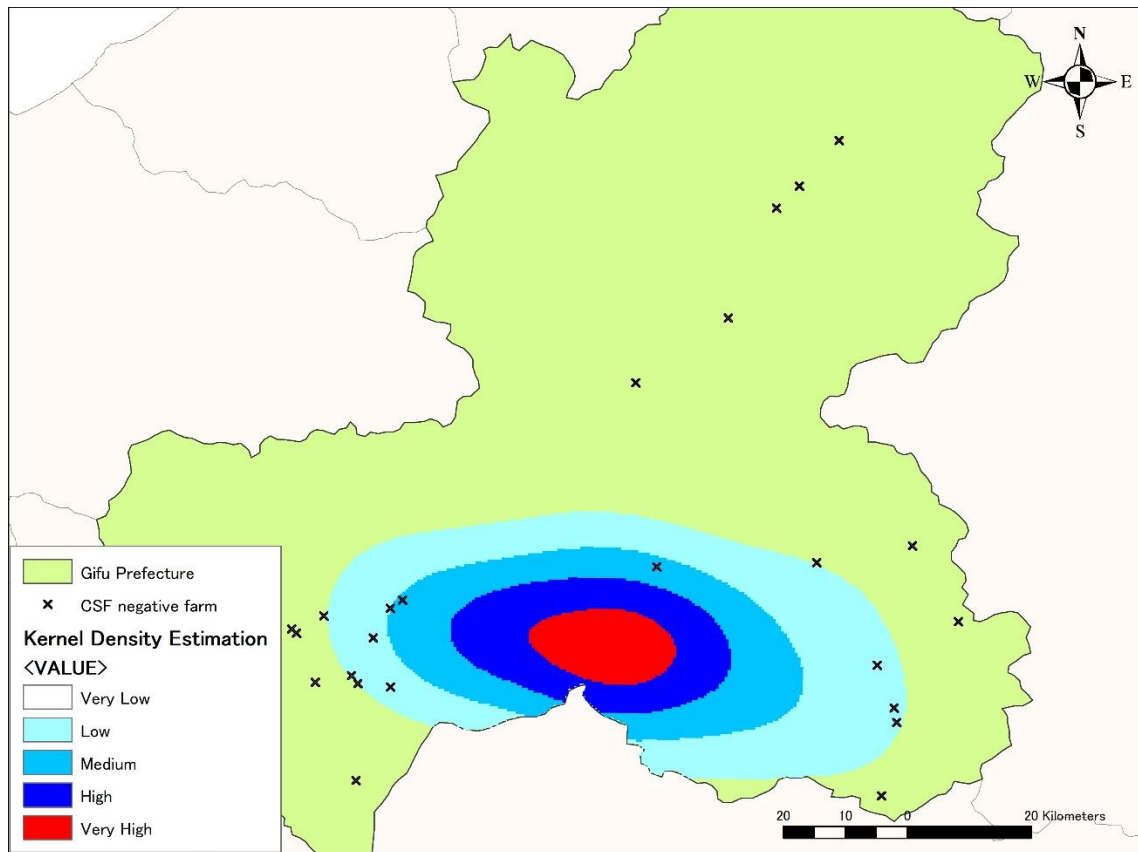 N
W E
S
Gifu Prefecture
CSF negative farm
Kernel Density Estimation
<VALUE>
Very Low
Low
Medium
High
Very High
20 10 0 20 Kilometers